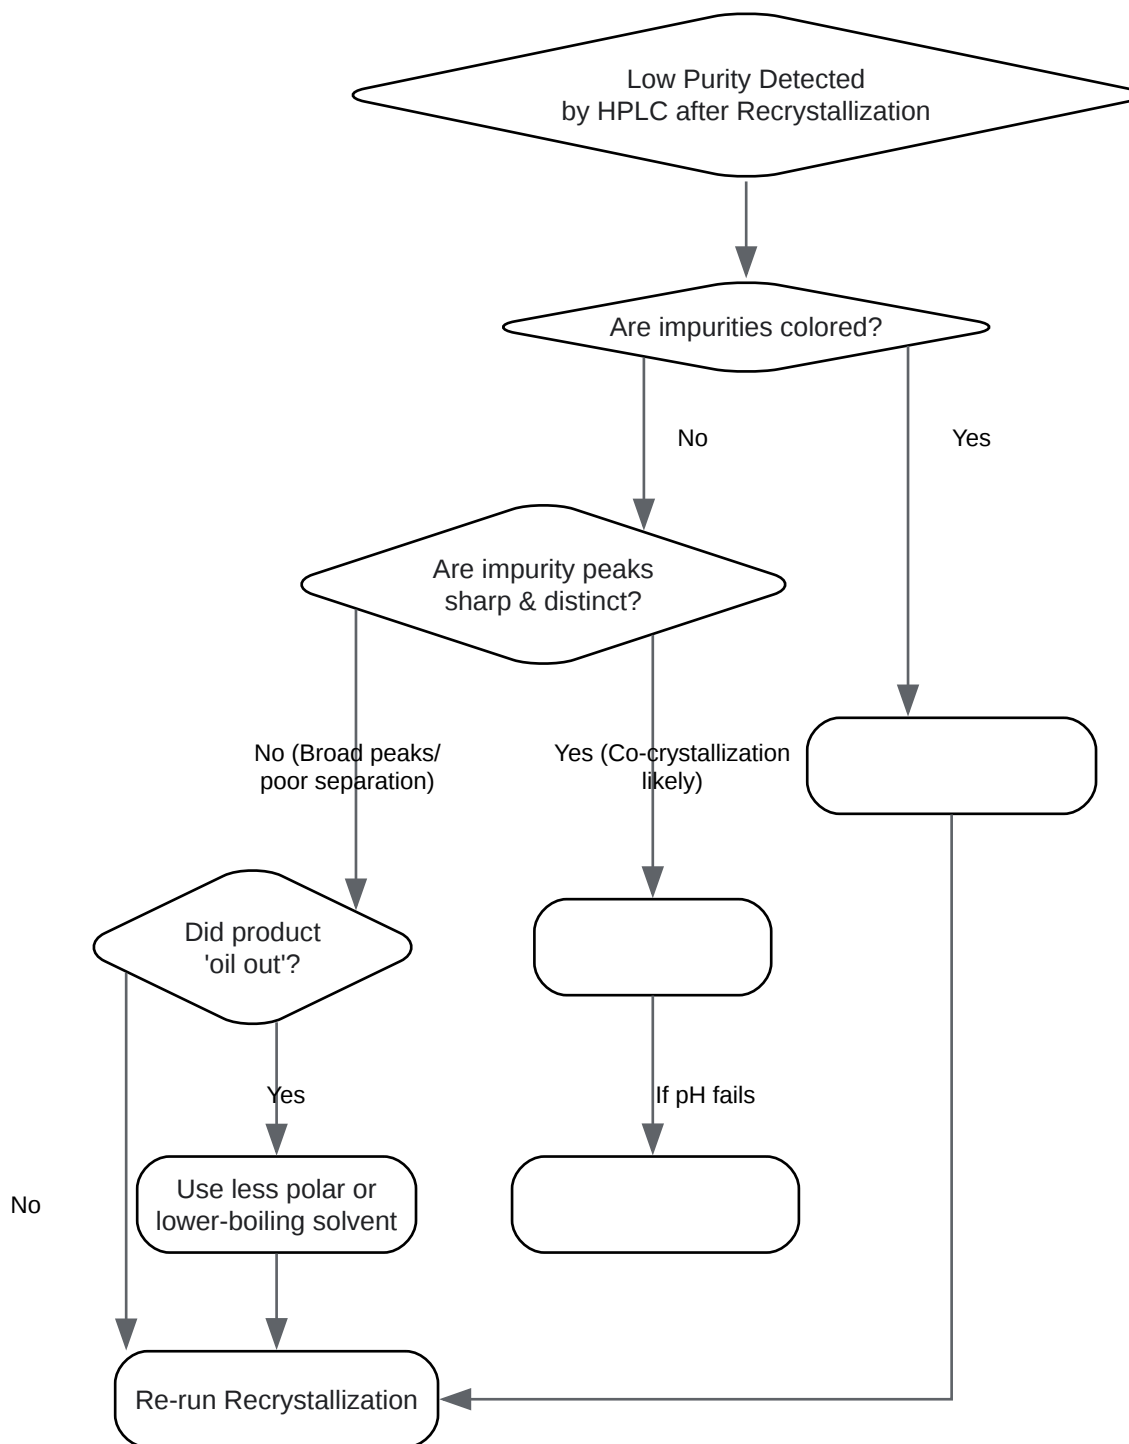 Low Purity Detected
by HPLC after Recrystallization
Are impurities colored?
No
Yes
Are impurity peaks
sharp & distinct?
No (Broad peaks/
poor separation)
Yes (Co-crystallization
likely)
Did product
'oil out'?
Yes
If pH fails
No
Use less polar or
lower-boiling solvent
Re-run Recrystallization